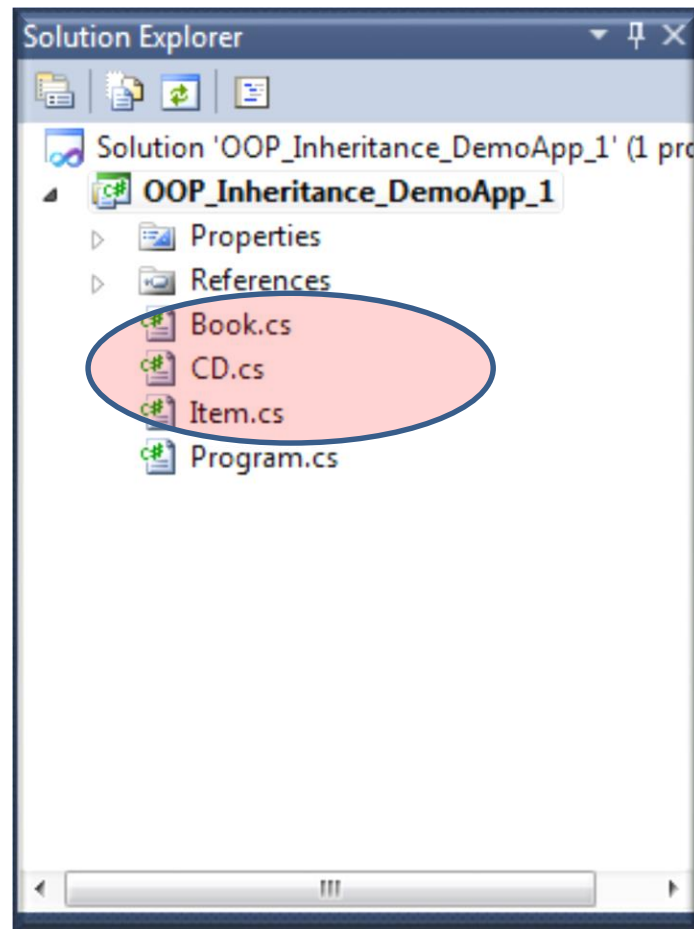 Solution Explorer
Solution 'OOP_Inheritance_DemoApp_1' (1 pro
OOP_Inheritance_DemoApp_1
Properties
References
Book.cs
CD.cs
Item.cs
Program.cs